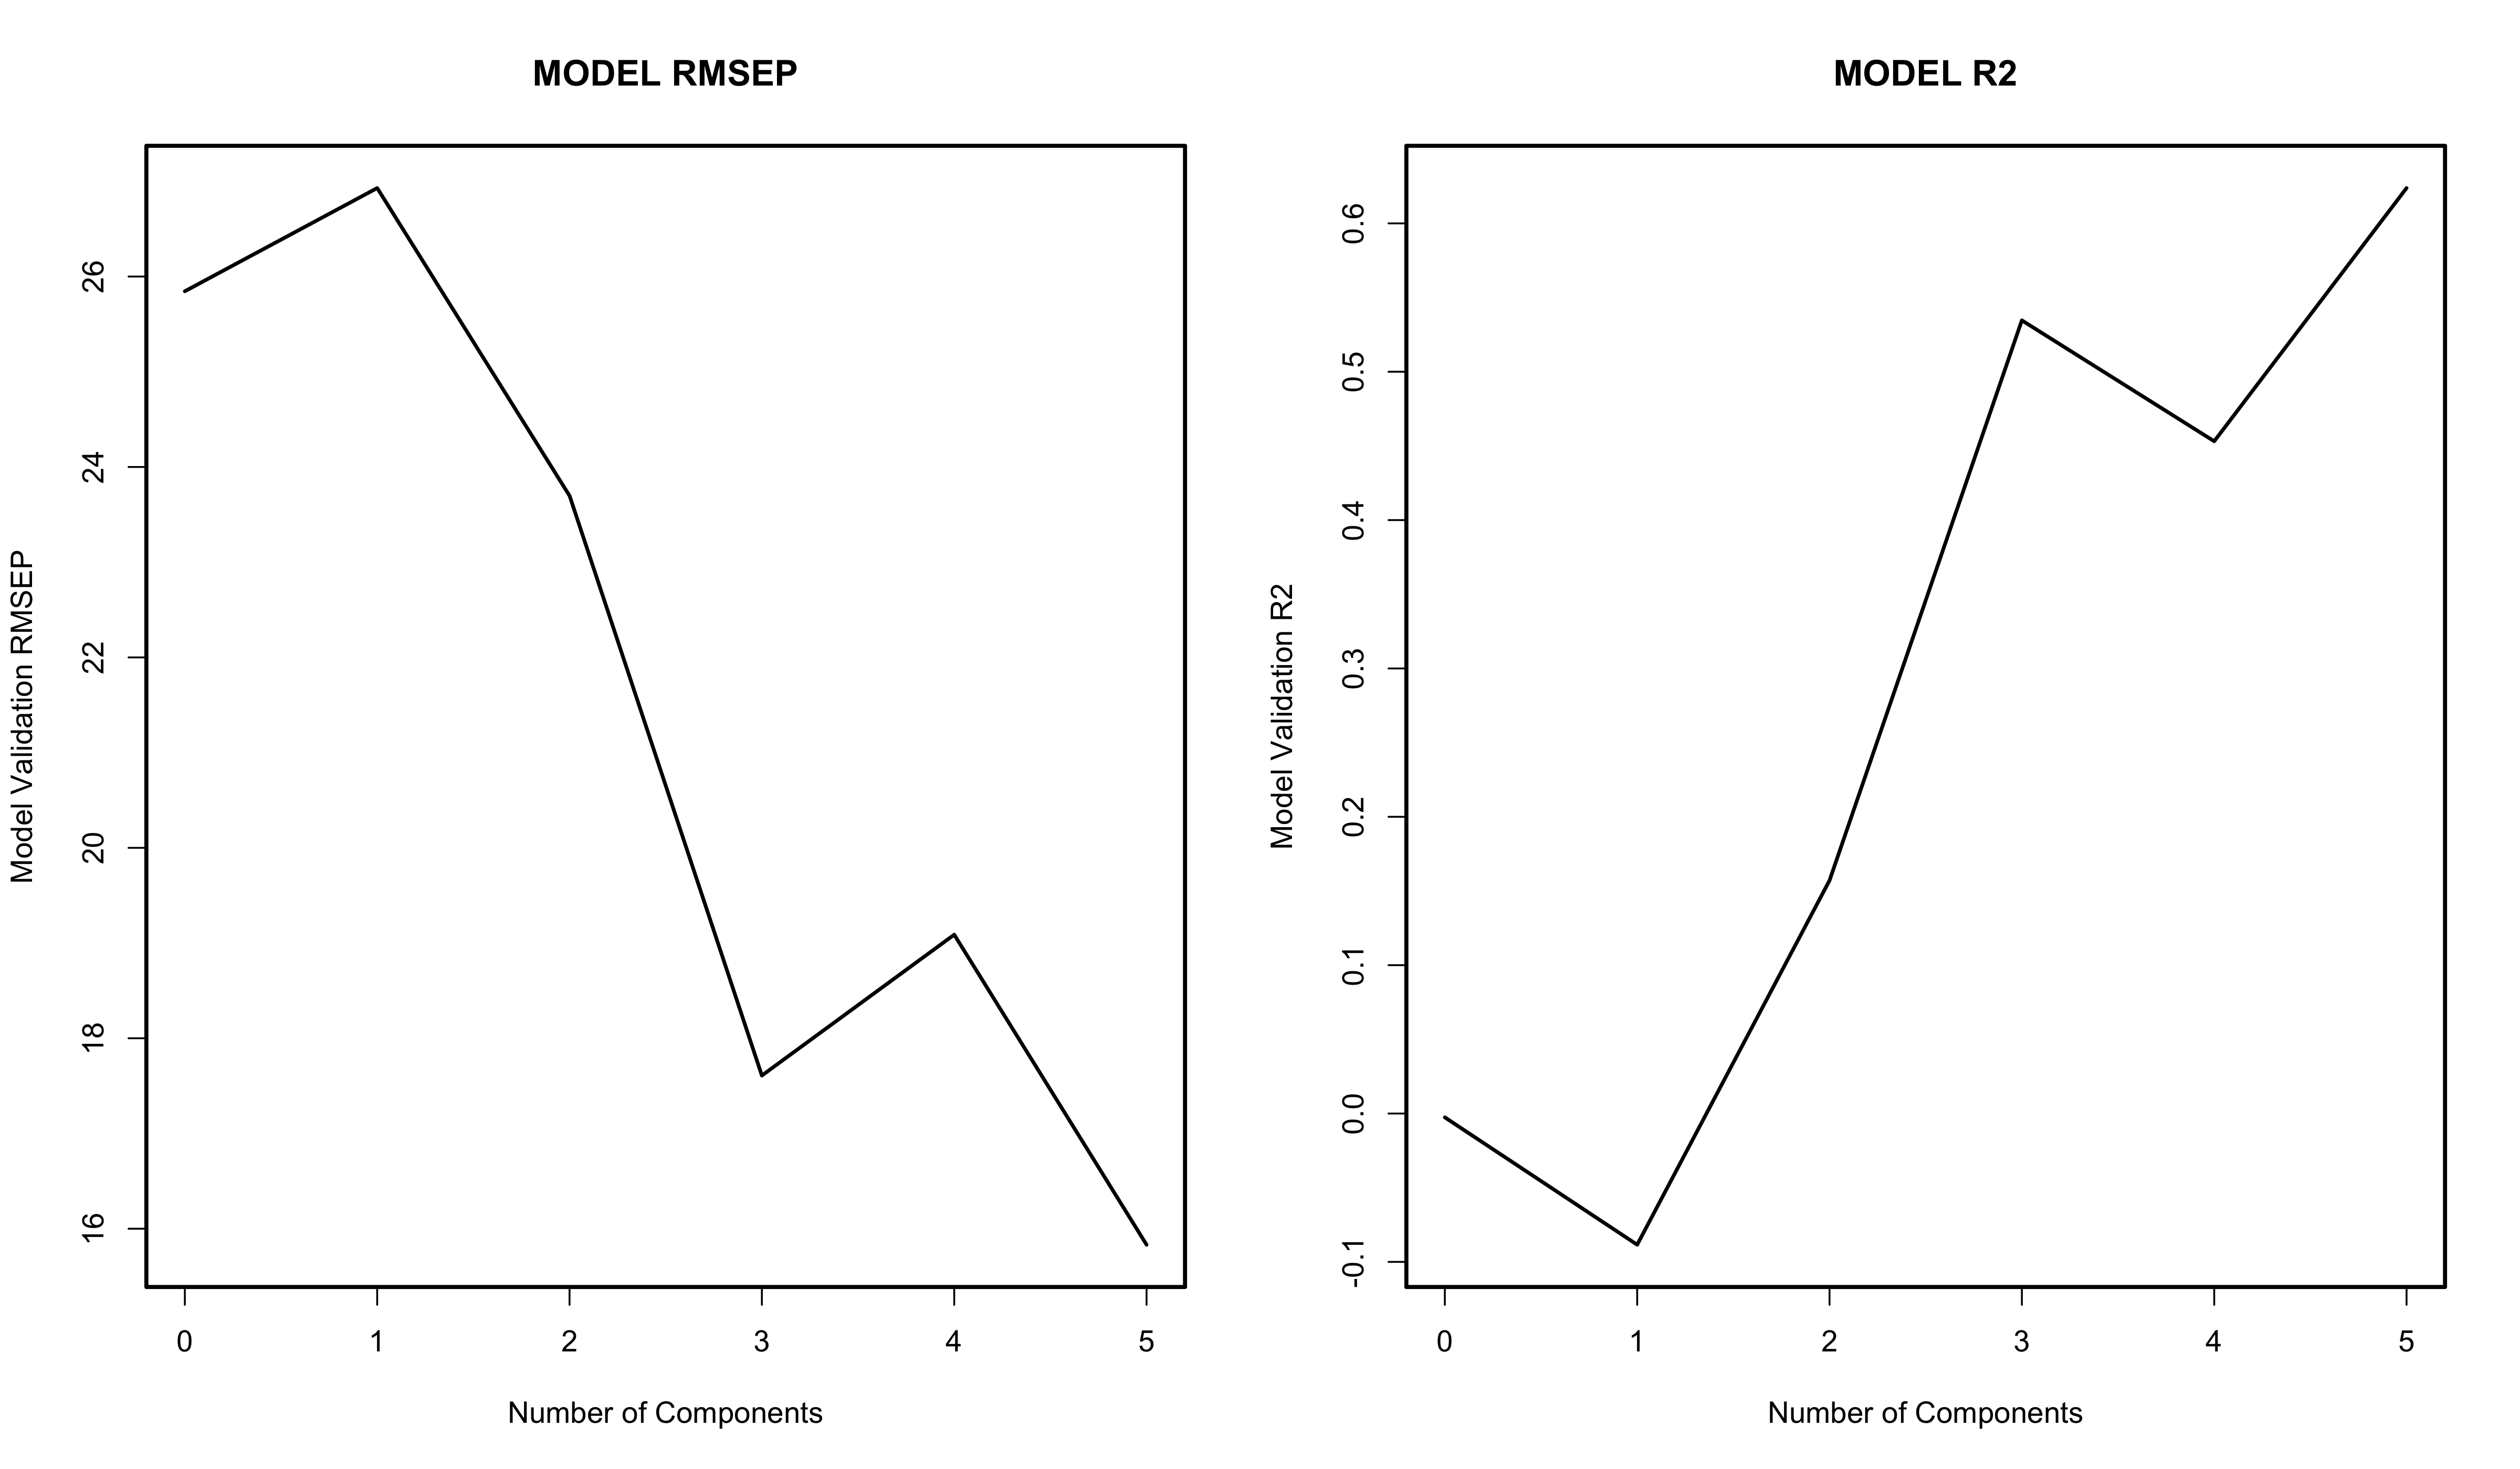 MODEL RMSEP
Model Validation RMSEP
26
24
22
20
18
16
0 1 2 3 4 5
Number of Components
MODEL R2
Model Validation R2
0.6
0.5
0.4
0.3
0.2
0.1
0.0
-0.1
0 1 2 3 4 5
Number of Components